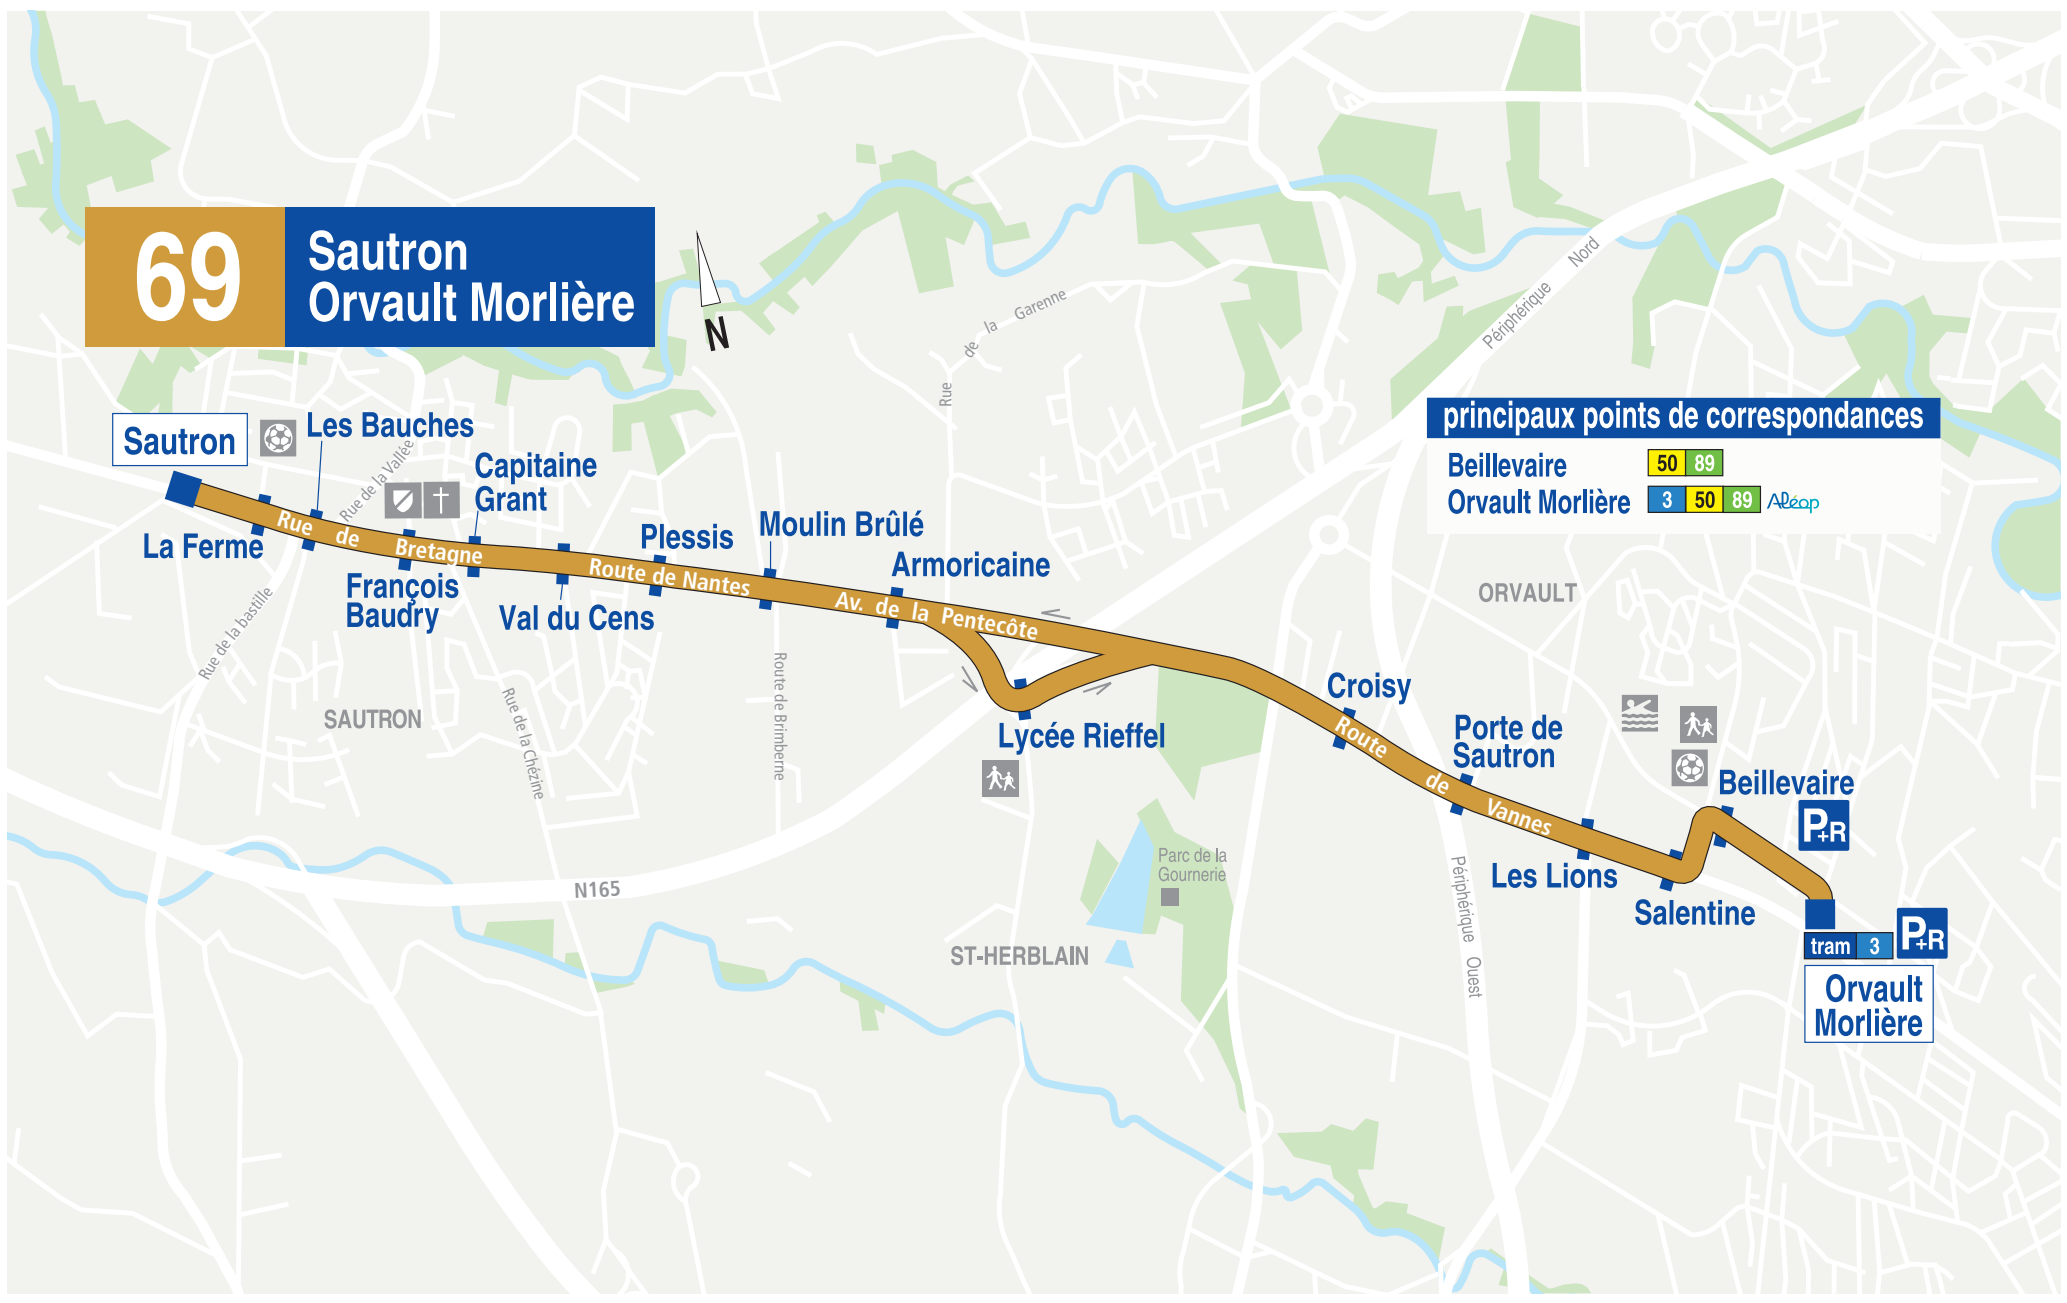 69
Sautron
Orvault Morlière
N
Nord
Périphérique
Rue de la Garenne
principaux points de correspondances
Beillevaire 50 89
Orvault Morlière 3 50 89 Aléop
Sautron
Les Bauches
Rue de la Vallée
Capitaine
Grant
La Ferme
Rue de Bretagne
François
Baudry
Val du Cens
Plessis
Route de Nantes
Moulin Brûlé
Armoricaine
Av. de la Pentecôte
ORVAULT
Rue de la bastille
SAUTRON
Rue de la Chézine
Route de Brimberne
Lycée Rieffel
Croisy
Route de Vannes
Porte de
Sautron
Beillevaire
P+R
Les Lions
Salentine
N165
Parc de la
Gournerie
ST-HERBLAIN
Périphérique Ouest
tram 3
P+R
Orvault
Morlière